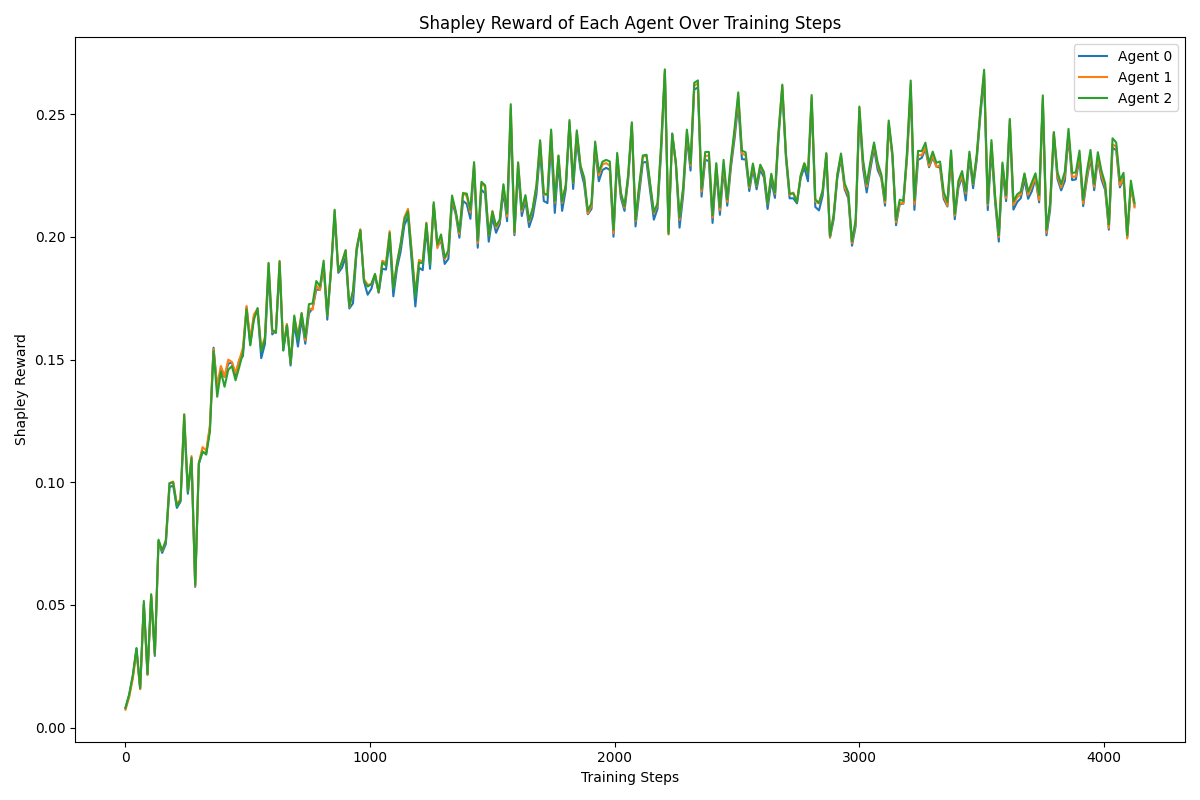 Shapley Reward of Each Agent Over Training Steps
Agent 0
Agent 1
Agent 2
Shapley Reward
0.25
0.20
0.15
0.10
0.05
0.00
0 1000 2000 3000 4000
Training Steps